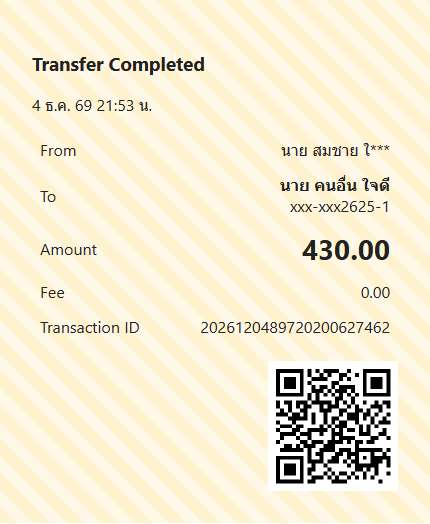 Transfer Completed
4 ธ.ค. 69 21:53 น.
From นาย สมชาย ใ***
To นาย คนอื่น ใจดี
xxx-xxx2625-1
Amount 430.00
Fee 0.00
Transaction ID 2026120489720200627462